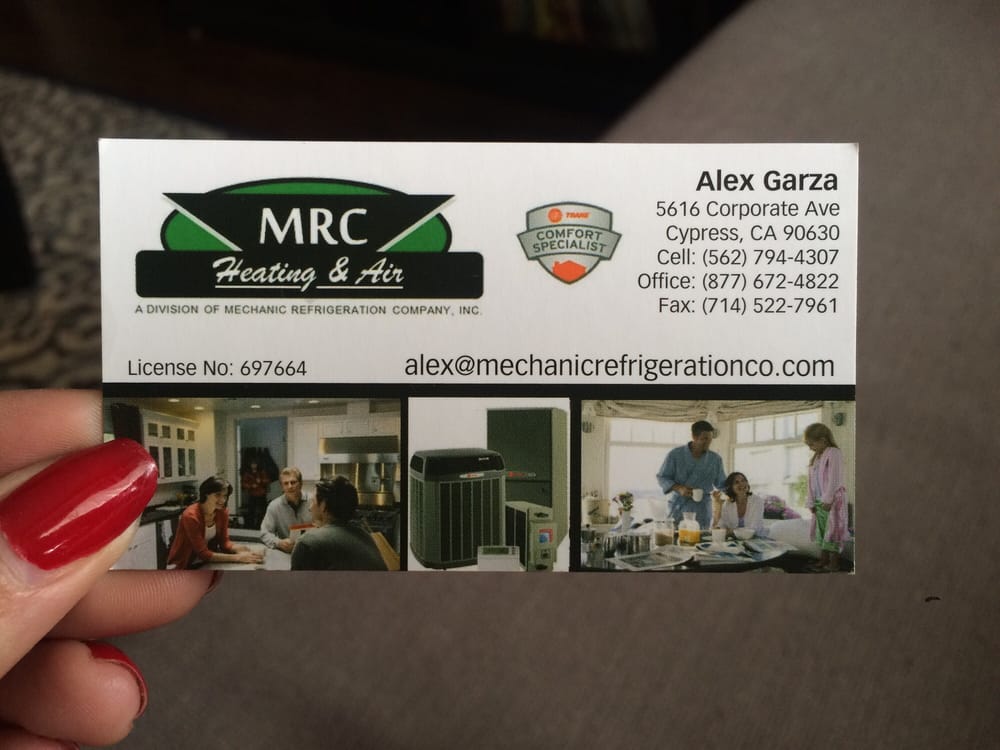 MRC
Heating & Air
A DIVISION OF MECHANIC REFRIGERATION COMPANY, INC.
TRANE
COMFORT
SPECIALIST
Alex Garza
5616 Corporate Ave
Cypress, CA 90630
Cell: (562) 794-4307
Office: (877) 672-4822
Fax: (714) 522-7961
License No: 697664
alex@mechanicrefrigerationco.com